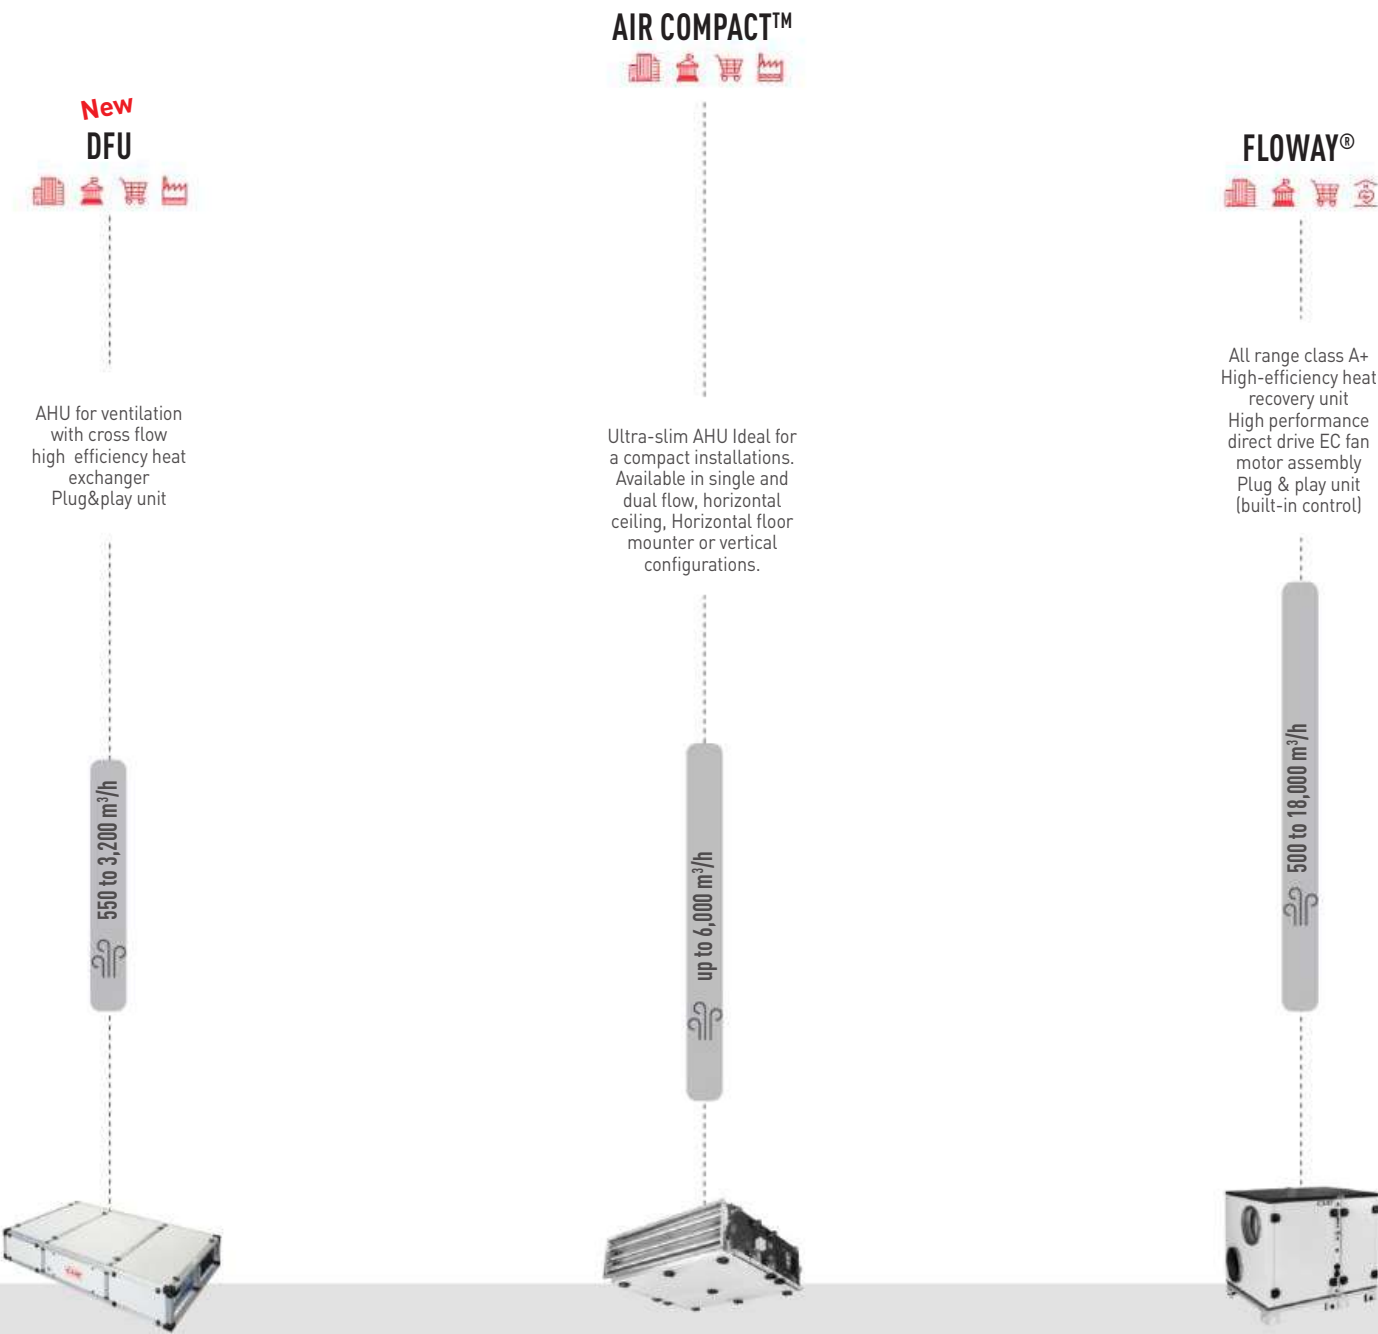 AIR COMPACT™
New
DFU
FLOWAY®
AHU for ventilation
with cross flow
high efficiency heat
exchanger
Plug&play unit
Ultra-slim AHU Ideal for
a compact installations.
Available in single and
dual flow, horizontal
ceiling, Horizontal floor
mounter or vertical
configurations.
All range class A+
High-efficiency heat
recovery unit
High performance
direct drive EC fan
motor assembly
Plug & play unit
(built-in control)
550 to 3,200 m³/h
up to 6,000 m³/h
500 to 18,000 m³/h